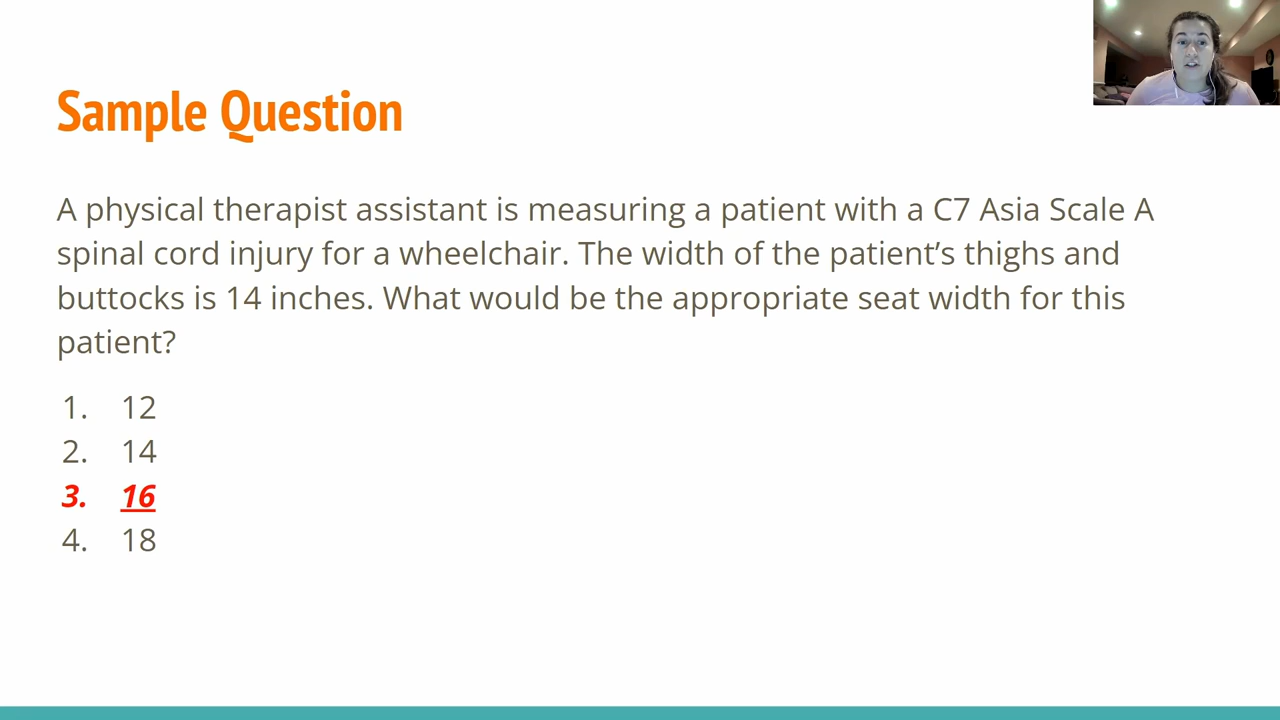 Sample Question
A physical therapist assistant is measuring a patient with a C7 Asia Scale A
spinal cord injury for a wheelchair. The width of the patient’s thighs and
buttocks is 14 inches. What would be the appropriate seat width for this
patient?
1. 12
2. 14
3. 16
4. 18